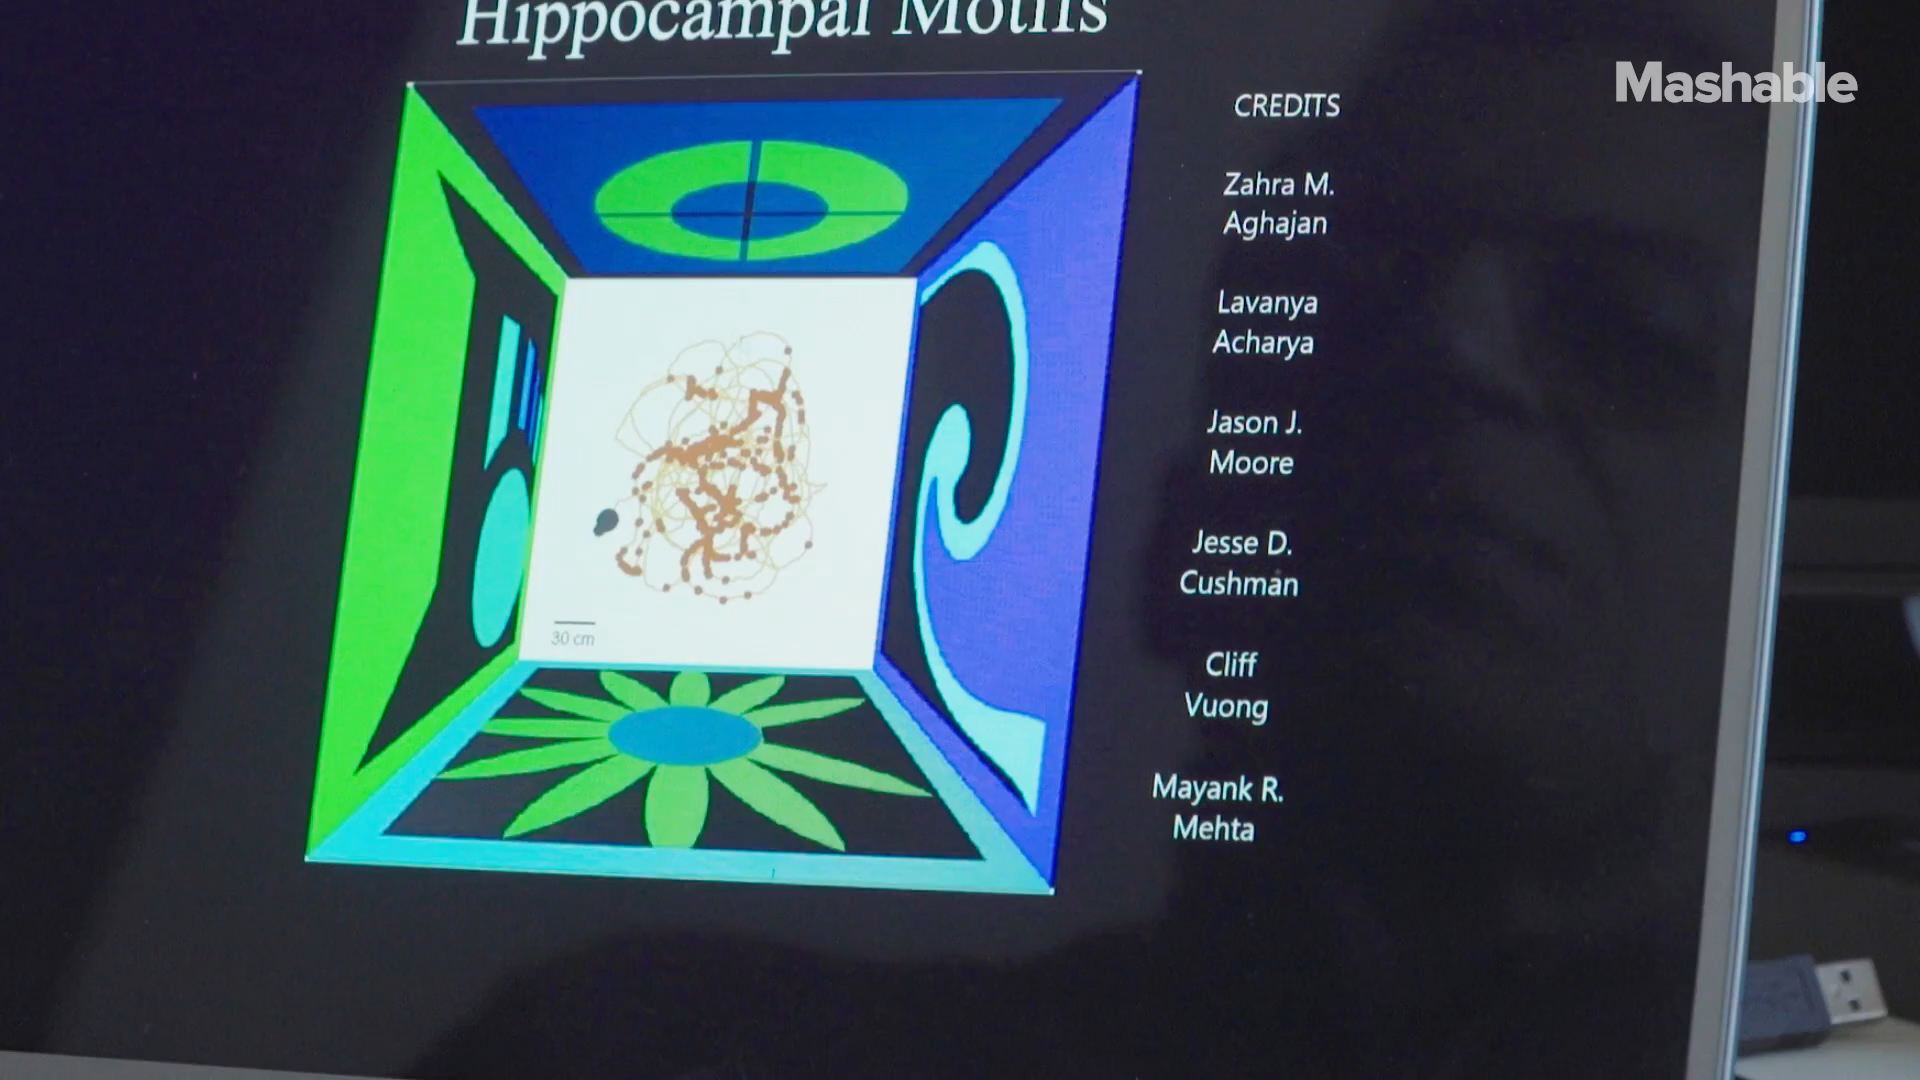 Hippocampal Motifs
Mashable
CREDITS
Zahra M.
Aghajan
Lavanya
Acharya
Jason J.
Moore
Jesse D.
Cushman
Cliff
Vuong
Mayank R.
Mehta
30 cm